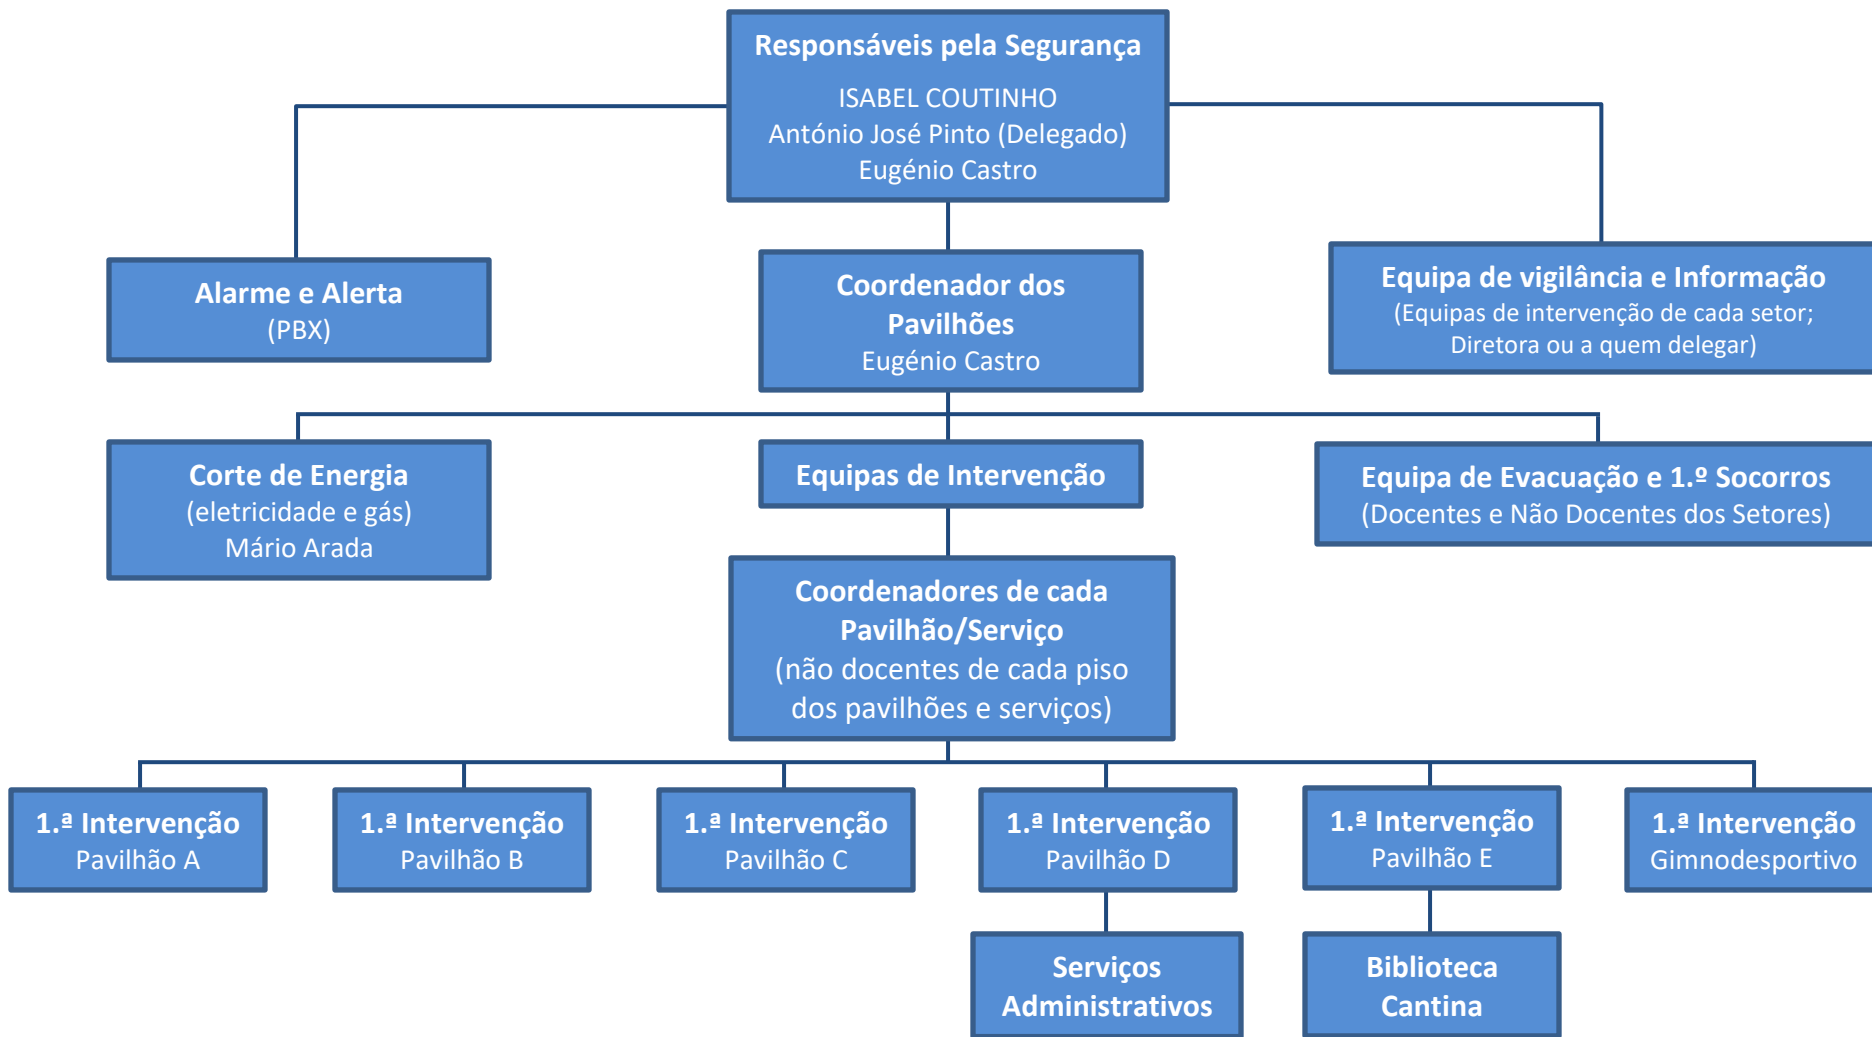 Responsáveis pela Segurança
ISABEL COUTINHO
António José Pinto (Delegado)
Eugénio Castro
Alarme e Alerta
(PBX)
Coordenador dos
Pavilhões
Eugénio Castro
Equipa de vigilância e Informação
(Equipas de intervenção de cada setor;
Diretora ou a quem delegar)
Corte de Energia
(eletricidade e gás)
Mário Arada
Equipas de Intervenção
Equipa de Evacuação e 1.º Socorros
(Docentes e Não Docentes dos Setores)
Coordenadores de cada
Pavilhão/Serviço
(não docentes de cada piso
dos pavilhões e serviços)
1.ª Intervenção
Pavilhão A
1.ª Intervenção
Pavilhão B
1.ª Intervenção
Pavilhão C
1.ª Intervenção
Pavilhão D
1.ª Intervenção
Pavilhão E
1.ª Intervenção
Gimnodesportivo
Serviços
Administrativos
Biblioteca
Cantina